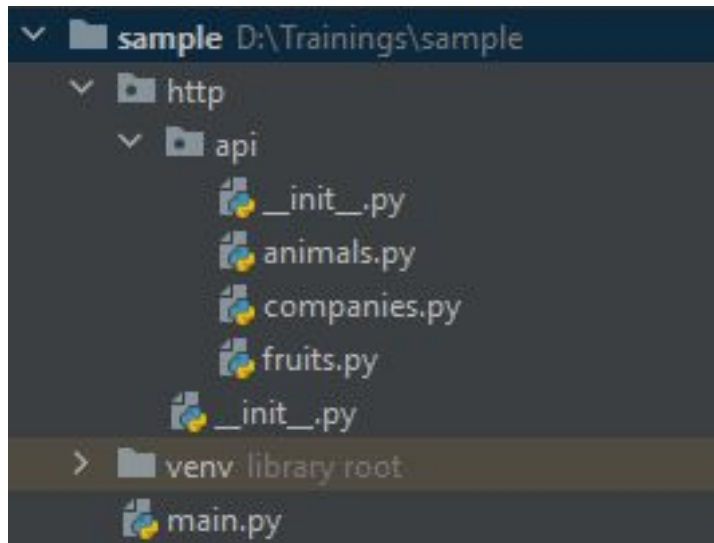 sample D:\Trainings\sample
http
api
__init__.py
animals.py
companies.py
fruits.py
__init__.py
venv library root
main.py